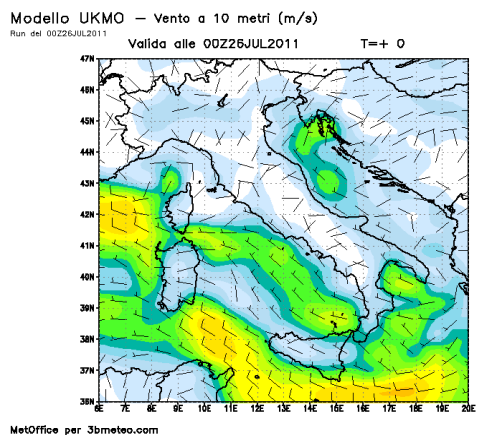 Modello UKMO - Vento a 10 metri (m/s)
Run del 00Z26JUL2011
Valida alle 00Z26JUL2011 T=+ 0
47N
46N
45N
44N
43N
42N
41N
40N
39N
38N
37N
36N
35N
6E 7E 8E 9E 10E 11E 12E 13E 14E 15E 16E 17E 18E 19E 20E
MetOffice per 3bmeteo.com